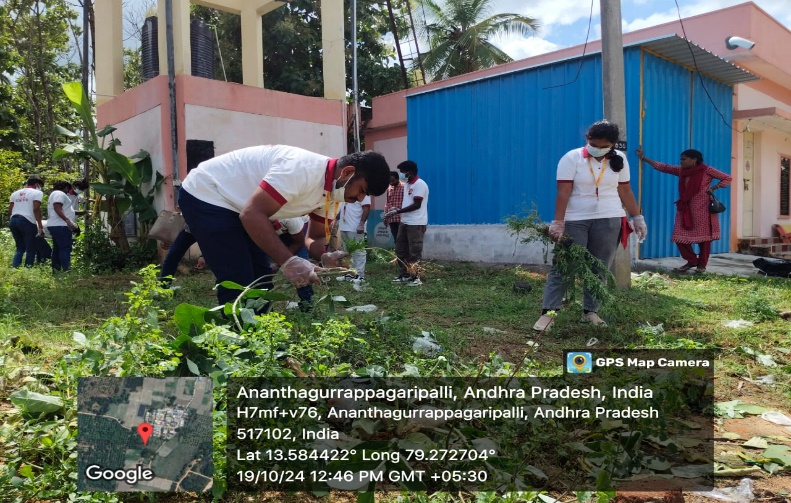 GPS Map Camera
Ananthagurrappagaripalli, Andhra Pradesh, India
H7mf+v76, Ananthagurrappagaripalli, Andhra Pradesh
517102, India
Lat 13.584422° Long 79.272704°
19/10/24 12:46 PM GMT +05:30
Google